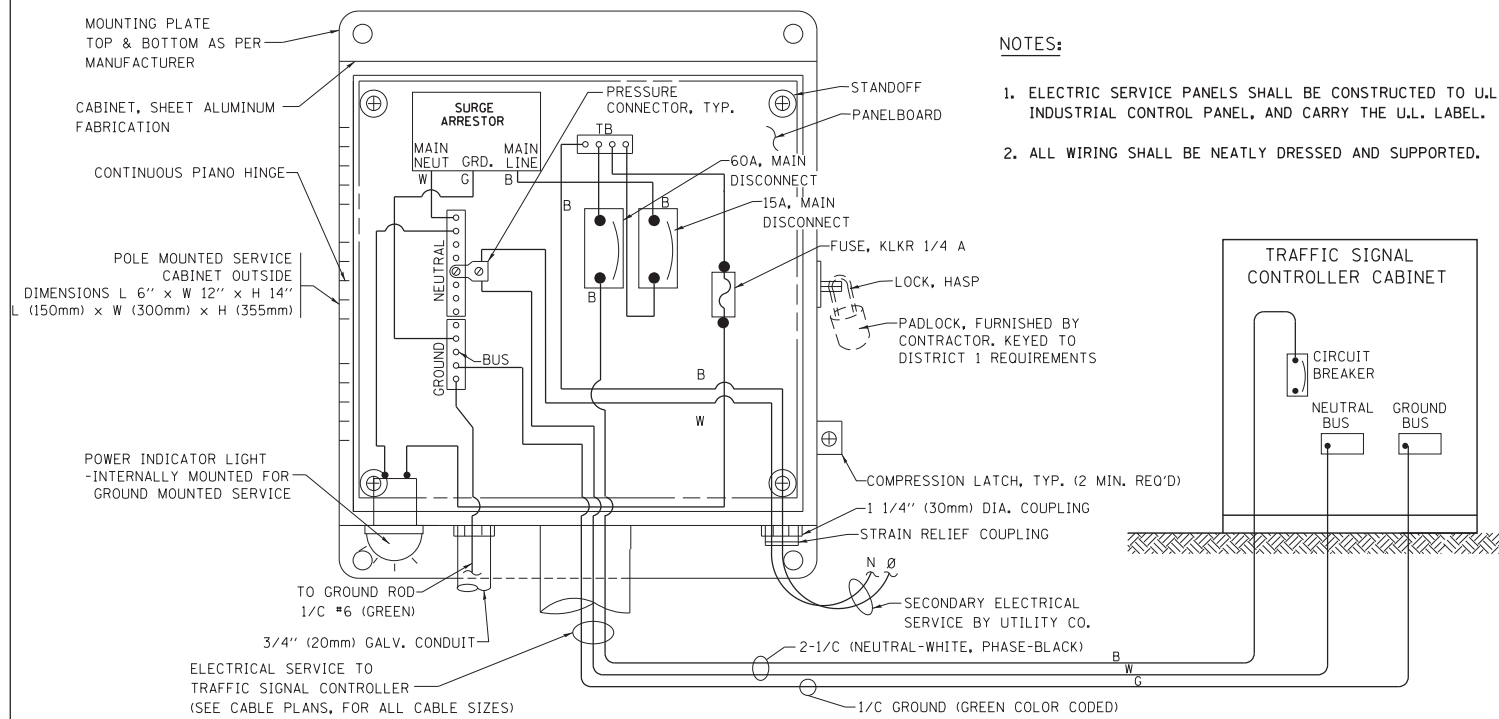 MOUNTING PLATE
TOP & BOTTOM AS PER
MANUFACTURER
CABINET, SHEET ALUMINUM
FABRICATION
CONTINUOUS PIANO HINGE
POLE MOUNTED SERVICE
CABINET OUTSIDE
DIMENSIONS L 6'' x W 12'' x H 14''
L (150mm) x W (300mm) x H (355mm)
POWER INDICATOR LIGHT
-INTERNALLY MOUNTED FOR
GROUND MOUNTED SERVICE
SURGE
ARRESTOR
MAIN
NEUT
GRD.
MAIN
LINE
W
G
B
PRESSURE
CONNECTOR, TYP.
TB
STANDOFF
PANELBOARD
60A, MAIN
DISCONNECT
15A, MAIN
DISCONNECT
B
B
B
NEUTRAL
GROUND
BUS
FUSE, KLKR 1/4 A
LOCK, HASP
PADLOCK, FURNISHED BY
CONTRACTOR. KEYED TO
DISTRICT 1 REQUIREMENTS
B
W
COMPRESSION LATCH, TYP. (2 MIN. REQ'D)
1 1/4'' (30mm) DIA. COUPLING
STRAIN RELIEF COUPLING
N Ø
SECONDARY ELECTRICAL
SERVICE BY UTILITY CO.
TO GROUND ROD
1/C #6 (GREEN)
3/4'' (20mm) GALV. CONDUIT
ELECTRICAL SERVICE TO
TRAFFIC SIGNAL CONTROLLER
(SEE CABLE PLANS, FOR ALL CABLE SIZES)
2-1/C (NEUTRAL-WHITE, PHASE-BLACK)
B
W
G
1/C GROUND (GREEN COLOR CODED)
NOTES:
1. ELECTRIC SERVICE PANELS SHALL BE CONSTRUCTED TO U.L
INDUSTRIAL CONTROL PANEL, AND CARRY THE U.L. LABEL.
2. ALL WIRING SHALL BE NEATLY DRESSED AND SUPPORTED.
TRAFFIC SIGNAL
CONTROLLER CABINET
CIRCUIT
BREAKER
NEUTRAL
BUS
GROUND
BUS